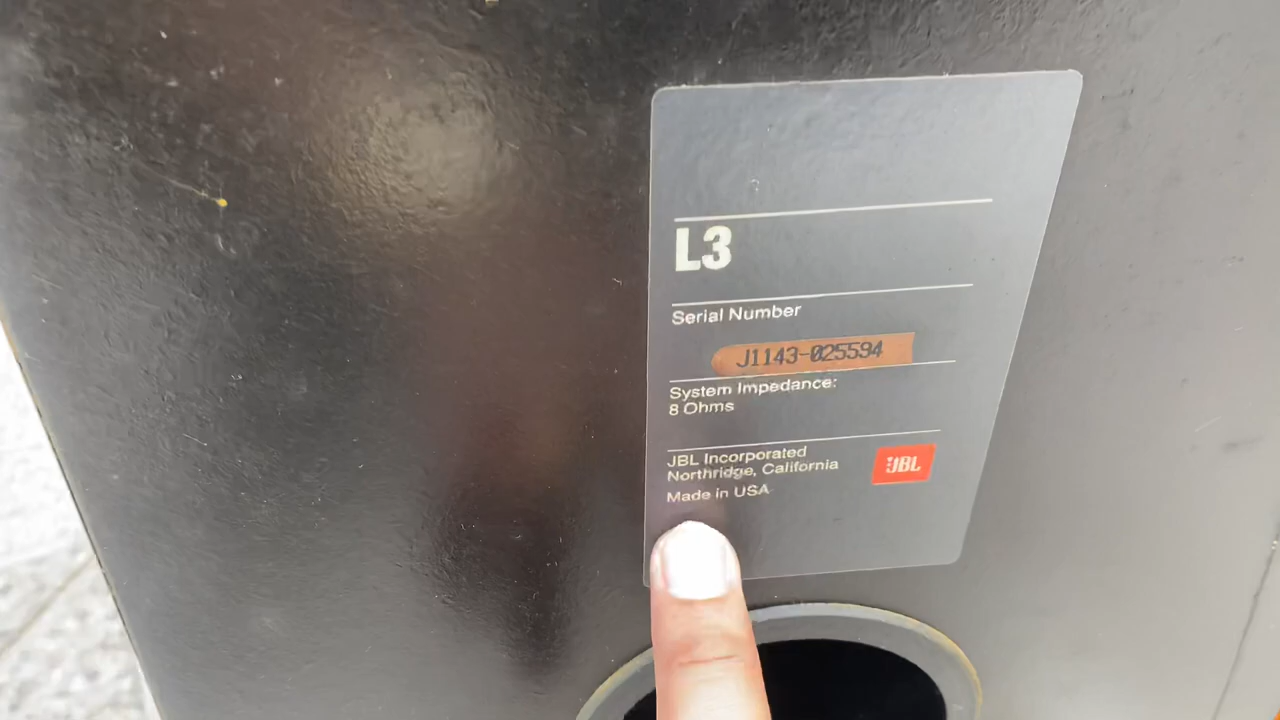 L3
Serial Number
J1143-025594
System Impedance:
8 Ohms
JBL Incorporated
Northridge, California
Made in USA
JBL